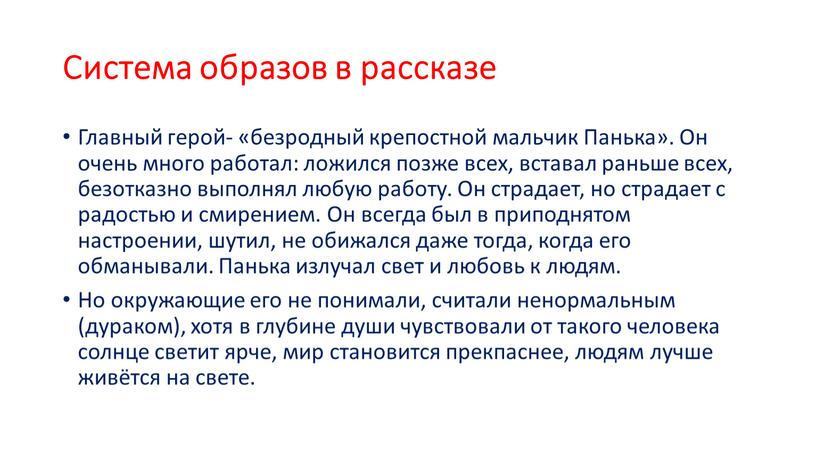 Система образов в рассказе
• Главный герой- «безродный крепостной мальчик Панька». Он
очень много работал: ложился позже всех, вставал раньше всех,
безотказно выполнял любую работу. Он страдает, но страдает с
радостью и смирением. Он всегда был в приподнятом
настроении, шутил, не обижался даже тогда, когда его
обманывали. Панька излучал свет и любовь к людям.
• Но окружающие его не понимали, считали ненормальным
(дураком), хотя в глубине души чувствовали от такого человека
солнце светит ярче, мир становится прекпаснее, людям лучше
живётся на свете.